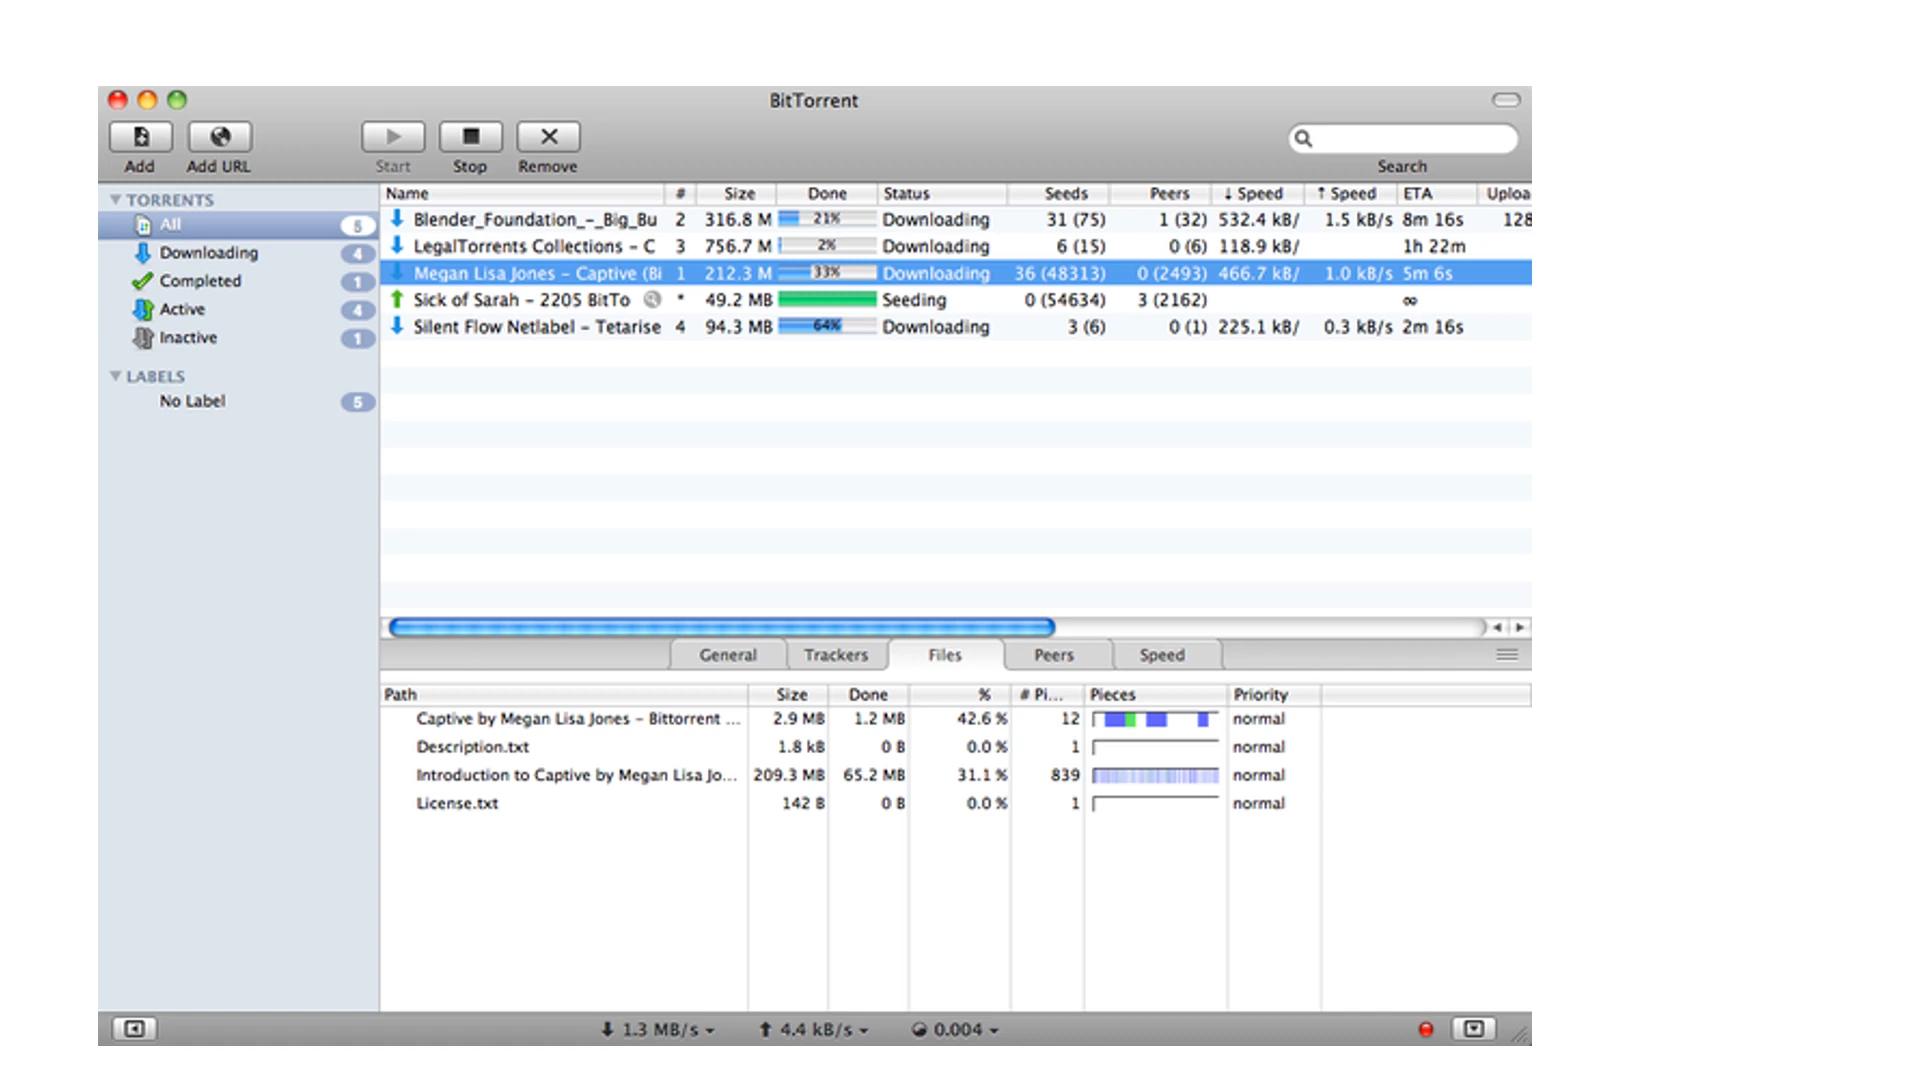 BitTorrent
Add Add URL Start Stop Remove Search
TORRENTS
All 5
Downloading 4
Completed 1
Active 4
Inactive 1
LABELS
No Label 5
Name # Size Done Status Seeds Peers ↓ Speed ↑ Speed ETA Uploa
Blender_Foundation_-_Big_Bu 2 316.8 M 21% Downloading 31 (75) 1 (32) 532.4 kB/ 1.5 kB/s 8m 16s 128
LegalTorrents Collections - C 3 756.7 M 2% Downloading 6 (15) 0 (6) 118.9 kB/ 1h 22m
Megan Lisa Jones - Captive (Bi 1 212.3 M 33% Downloading 36 (48313) 0 (2493) 466.7 kB/ 1.0 kB/s 5m 6s
Sick of Sarah - 2205 BitTo * 49.2 MB Seeding 0 (54634) 3 (2162) ∞
Silent Flow Netlabel - Tetarise 4 94.3 MB 64% Downloading 3 (6) 0 (1) 225.1 kB/ 0.3 kB/s 2m 16s
General Trackers Files Peers Speed
Path Size Done % # Pi... Pieces Priority
Captive by Megan Lisa Jones - Bittorrent ... 2.9 MB 1.2 MB 42.6 % 12 normal
Description.txt 1.8 kB 0 B 0.0 % 1 normal
Introduction to Captive by Megan Lisa Jo... 209.3 MB 65.2 MB 31.1 % 839 normal
License.txt 142 B 0 B 0.0 % 1 normal
1.3 MB/s 4.4 kB/s 0.004